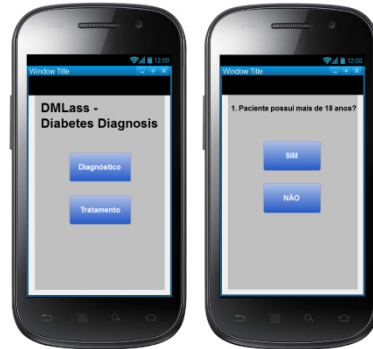 12:00
Window Title
DMLass -
Diabetes Diagnosis
Diagnóstico
Tratamento
12:00
Window Title
1. Paciente possui mais de 18 anos?
SIM
NÃO